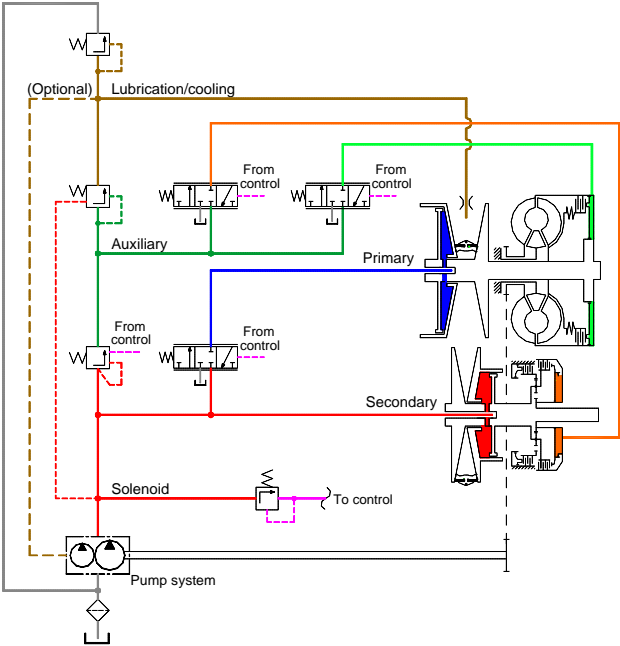 (Optional)
Lubrication/cooling
From
control
From
control
Auxiliary
Primary
From
control
From
control
Secondary
Solenoid
To control
Pump system